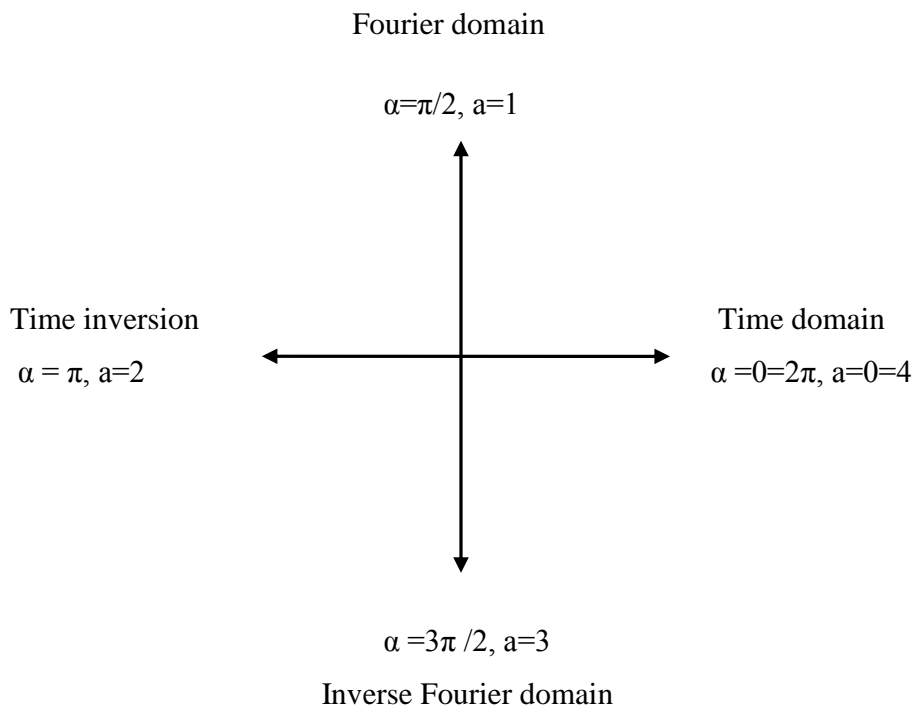 Fourier domain
α=π/2, a=1
Time inversion
α = π, a=2
Time domain
α =0=2π, a=0=4
α =3π /2, a=3
Inverse Fourier domain